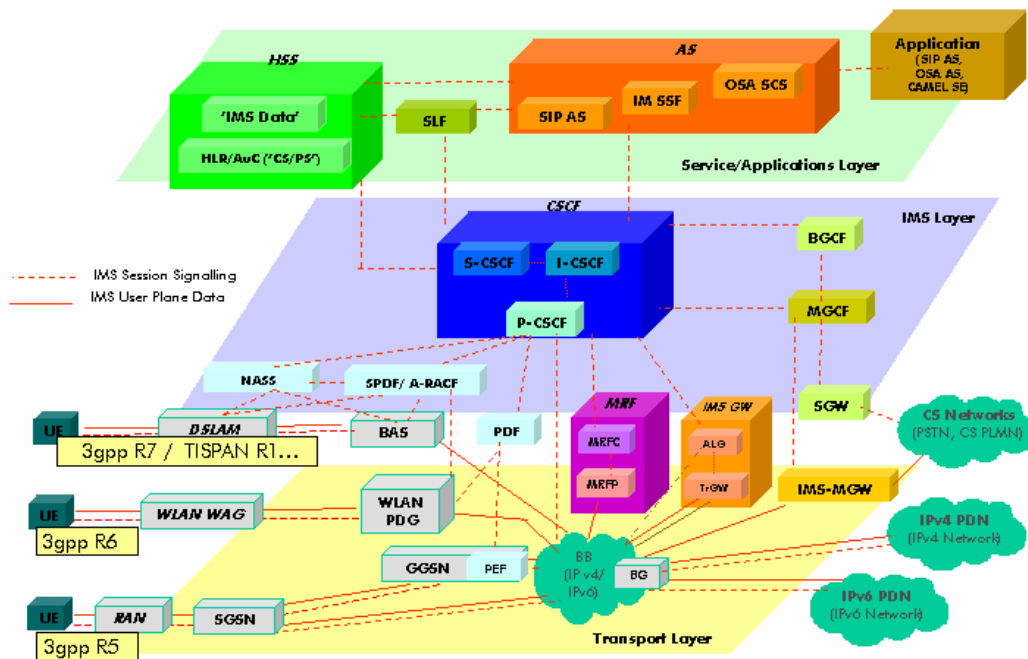 HSS
AS
Application
(SIP AS,
OSA AS,
CAMEL SE)
'IMS Data'
SLF
SIP AS
IM SSF
OSA SCS
HLR/AuC ('CS/PS')
Service/Applications Layer
CSCF
IMS Layer
BGCF
S-CSCF
I-CSCF
IMS Session Signalling
IMS User Plane Data
P-CSCF
MGCF
NASS
SPDF/ A-RACF
MRF
IMS GW
SGW
CS Networks
(PSTN, CS PLMN)
UE
DSLAM
BAS
PDF
MRFC
ALG
3gpp R7 / TISPAN R1...
MRFP
TrGW
IMS-MGW
UE
WLAN WAG
WLAN
PDG
3gpp R6
IPv4 PDN
(IPv4 Network)
GGSN
PEF
BB
(IP v4/
IPv6)
BG
IPv6 PDN
(IPv6 Network)
UE
RAN
SGSN
3gpp R5
Transport Layer